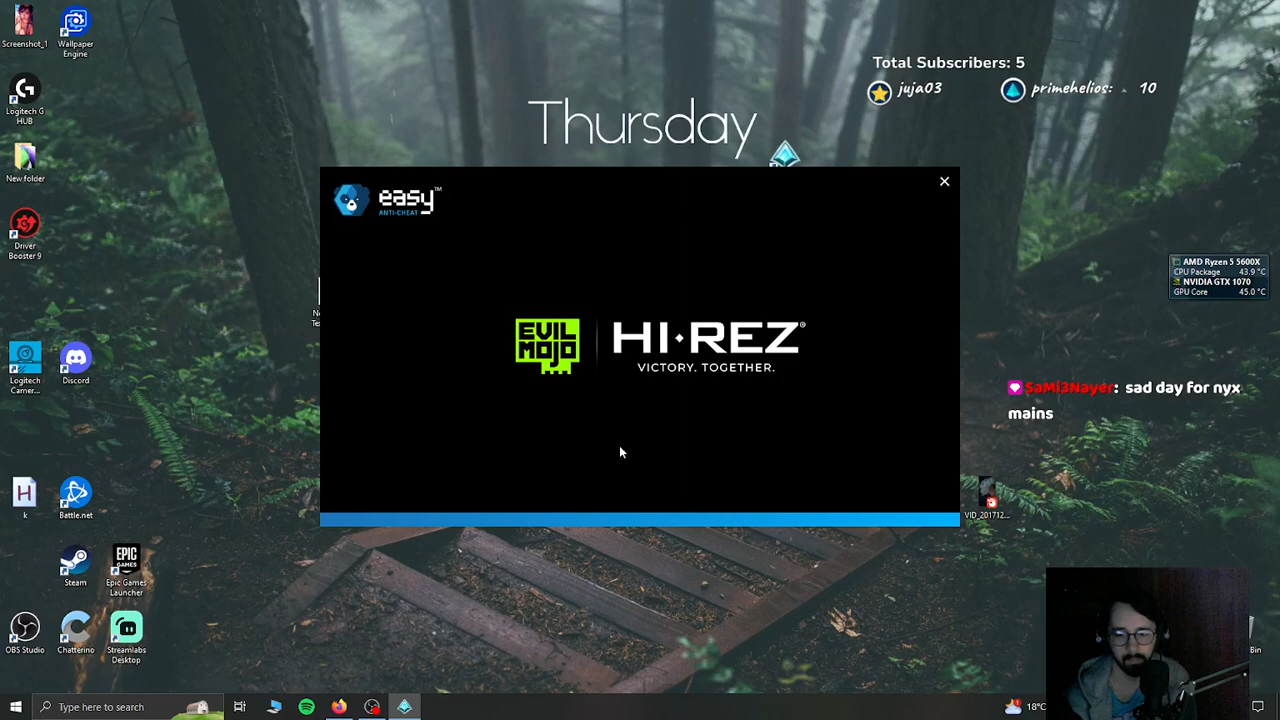 Screenshot_1
Wallpaper
Engine
Logitech G
HUB
New folder
Driver
Booster 9
Logitech
Camer...
Discord
k
Battle.net
Steam
Epic Games
Launcher
EPIC
GAMES
OBS Studio
Chatterino
Streamlabs
Desktop
Thursday
Total Subscribers: 5
juja03
primehelios:
10
easy™
ANTI-CHEAT
EVIL
MOJO
HI·REZ®
VICTORY. TOGETHER.
AMD Ryzen 5 5600X
CPU Package 43.9 °C
NVIDIA GTX 1070
GPU Core 45.0 °C
SaMi3Nayer: sad day for nyx
mains
VID_201712...
Bin
Type here to search
18°C